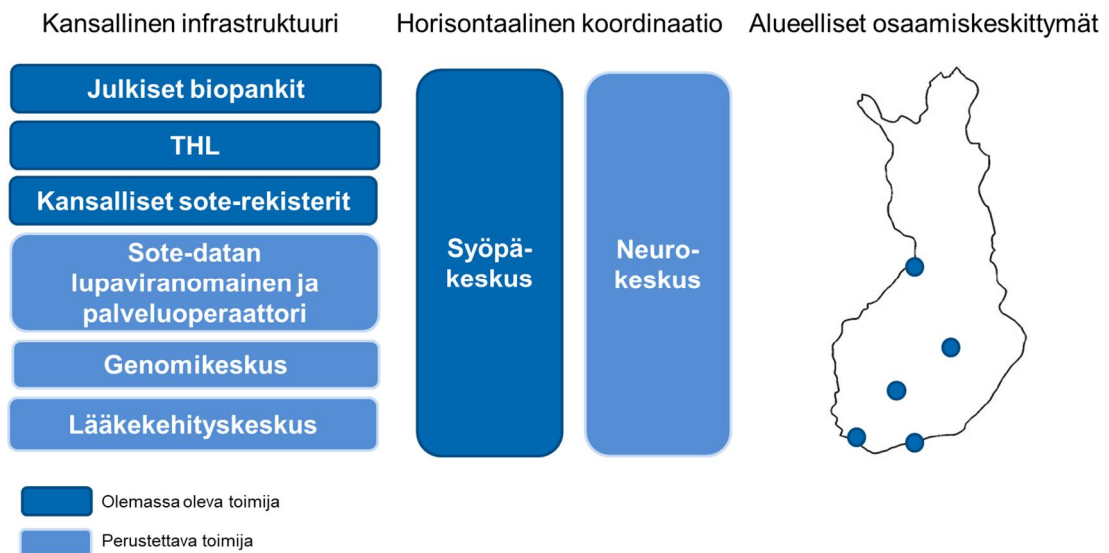 Kansallinen infrastruktuuri
Horisontaalinen koordinaatio
Alueelliset osaamiskeskittymät
Julkiset biopankit
THL
Kansalliset sote-rekisterit
Sote-datan
lupaviranomainen ja
palveluoperaattori
Genomikeskus
Lääkekehityskeskus
Syöpä-
keskus
Neuro-
keskus
Olemassa oleva toimija
Perustettava toimija